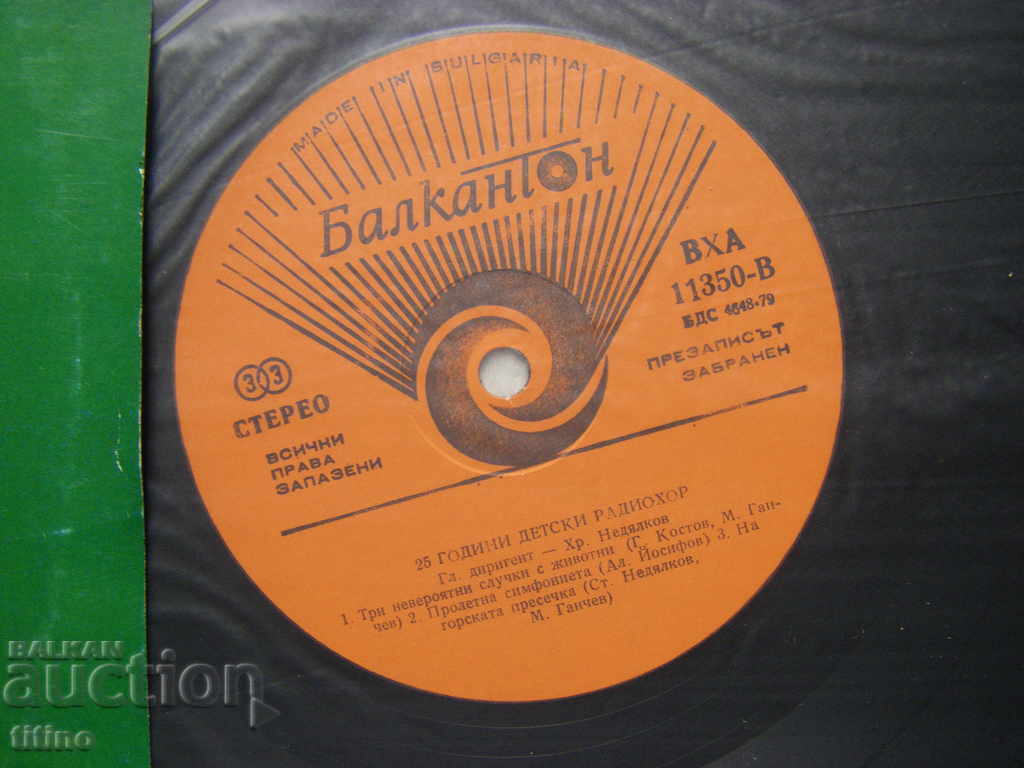 MADE IN BULGARIA
Балкантон
ВХА
11350-В
БДС 4648-79
ПРЕЗАПИСЪТ
ЗАБРАНЕН
33
СТЕРЕО
ВСИЧКИ
ПРАВА
ЗАПАЗЕНИ
25 ГОДИНИ ДЕТСКИ РАДИОХОР
Гл. диригент — Хр. Недялков
1. Три невероятни случки с животни (Г. Костов, М. Ган-
чев) 2. Пролетна симфониета (Ал. Йосифов) 3. На
горската пресечка (Ст. Недялков,
М. Ганчев)
BALKAN
auction
titino